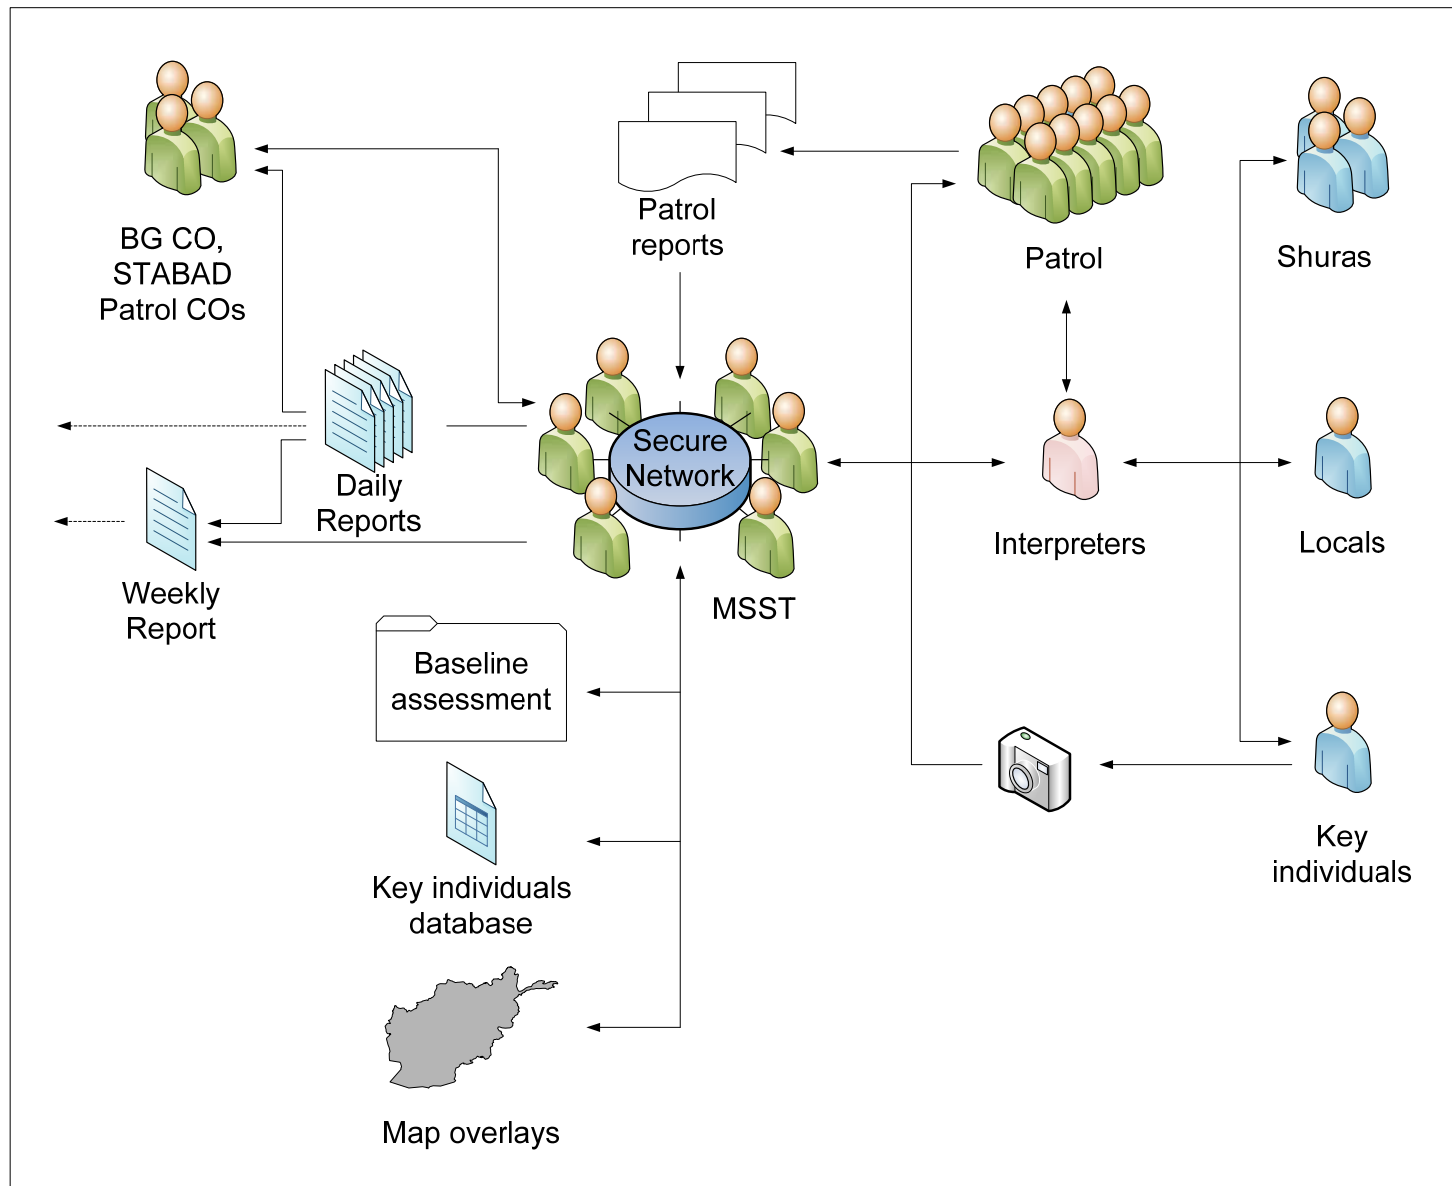 BG CO,
STABAD
Patrol COs
Patrol
reports
Patrol
Shuras
Secure
Network
Daily
Reports
Interpreters
Locals
Weekly
Report
MSST
Baseline
assessment
Key
individuals
Key individuals
database
Map overlays